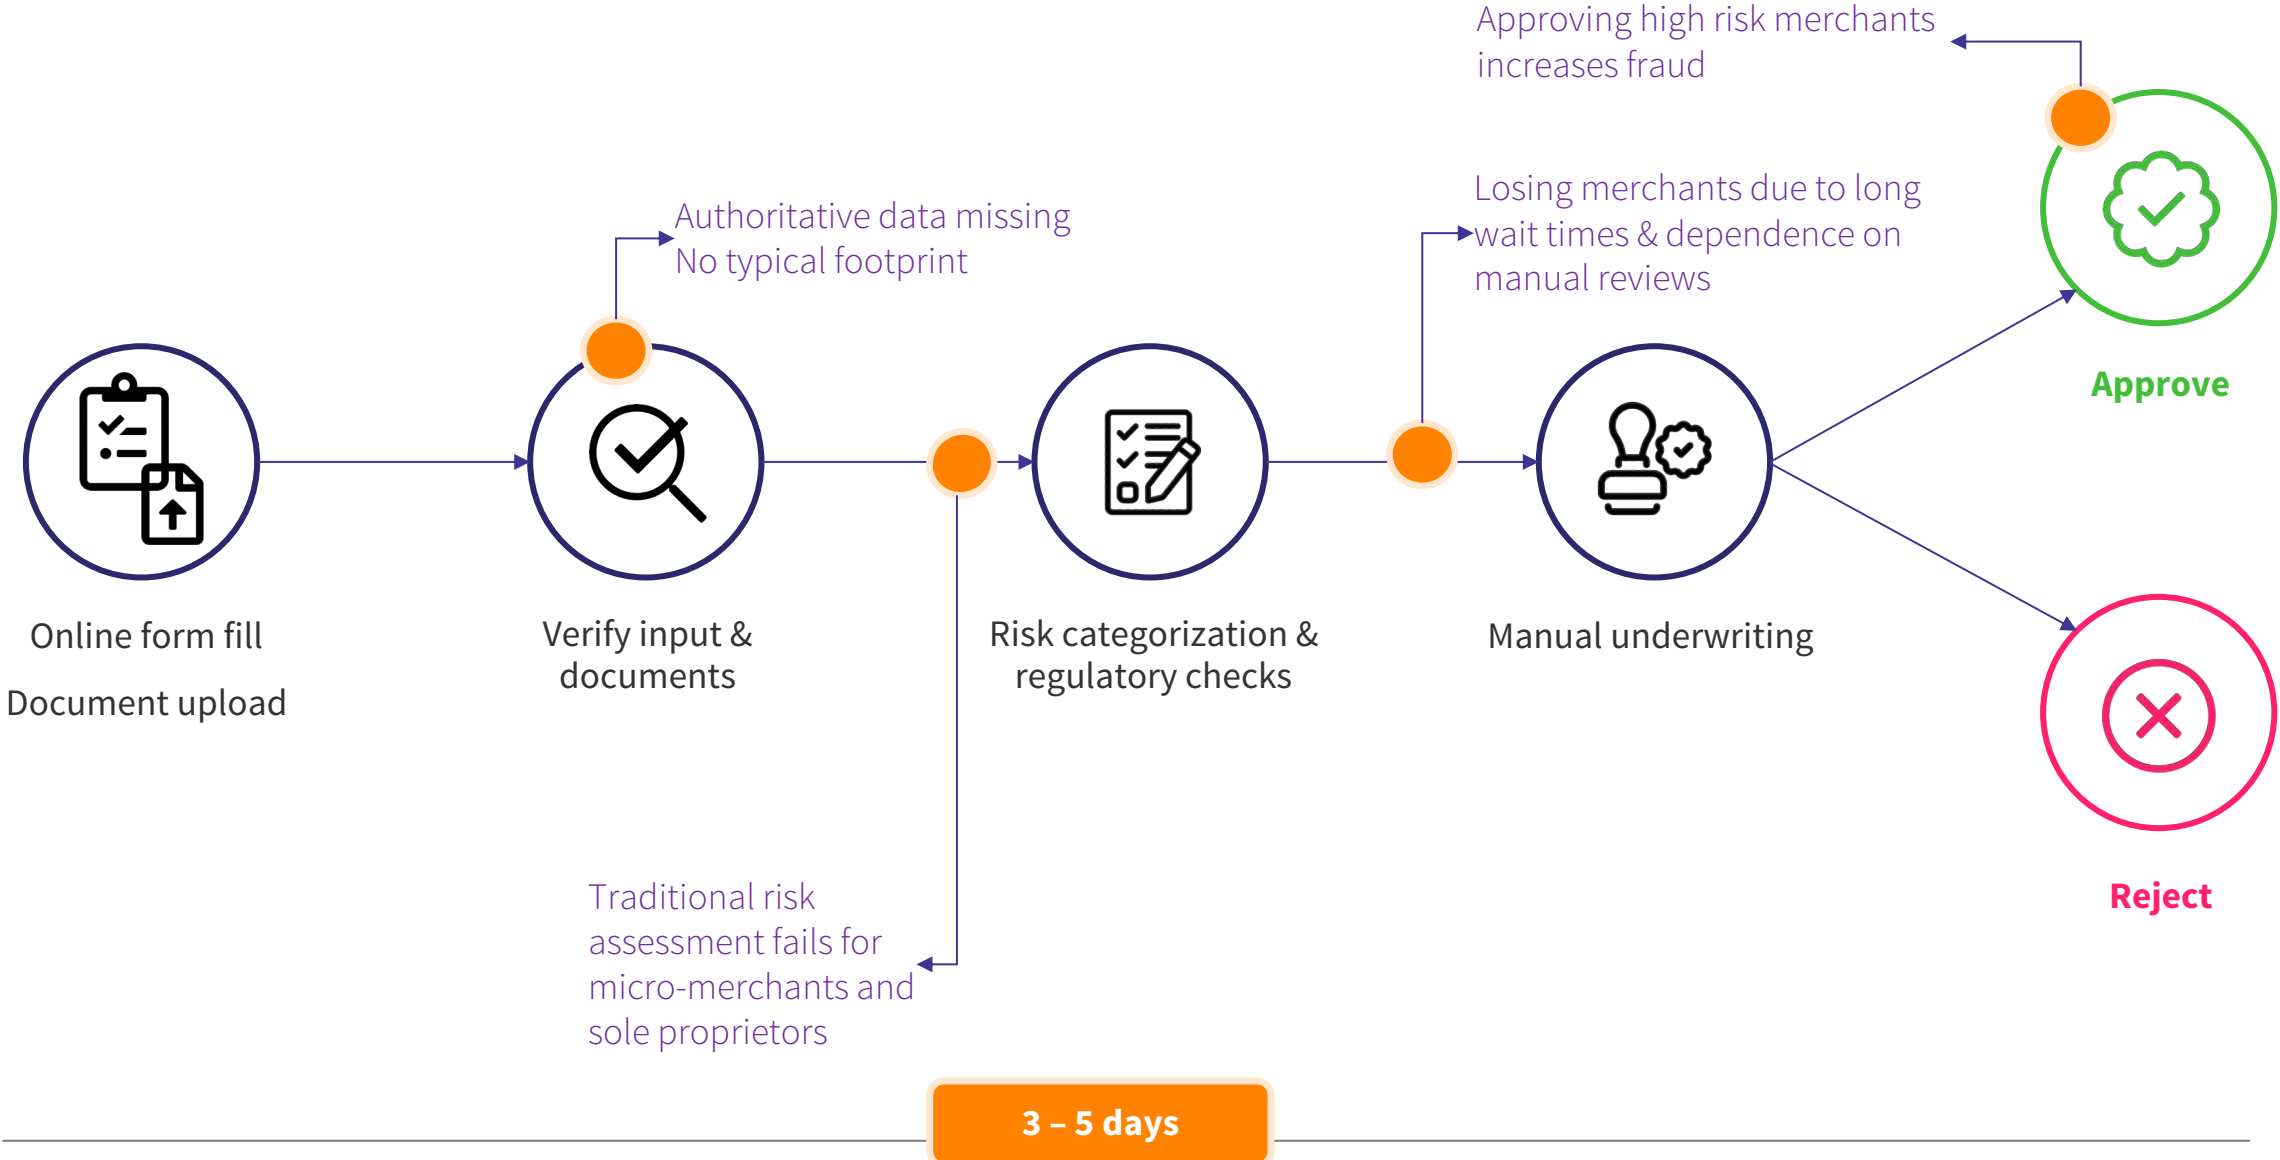 Approving high risk merchants
increases fraud
Losing merchants due to long
wait times & dependence on
manual reviews
Authoritative data missing
No typical footprint
Approve
Online form fill
Document upload
Verify input &
documents
Risk categorization &
regulatory checks
Manual underwriting
Traditional risk
assessment fails for
micro-merchants and
sole proprietors
Reject
3 – 5 days